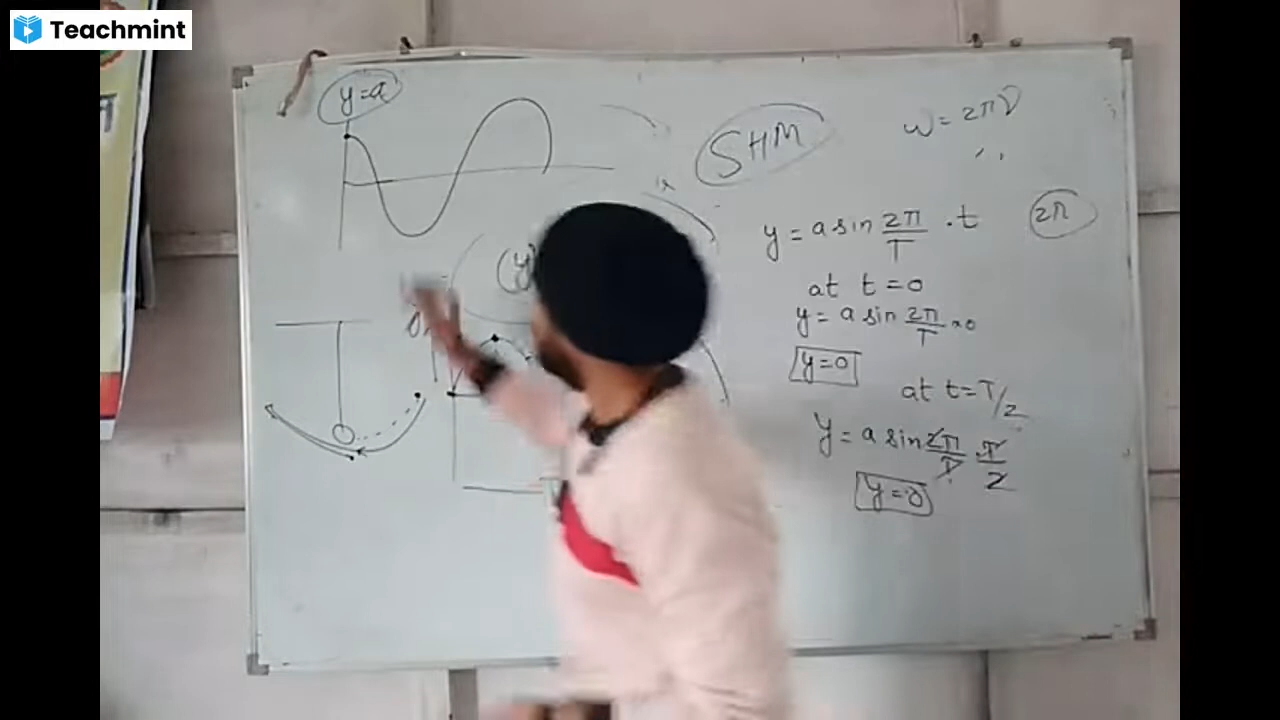 Teachmint
y=a
SHM
ω = 2πν
y = a sin 2π/T · t
2π
at t=0
y = a sin 2π/T ×0
y=0
at t=T/2
y = a sin 2π/T · T/2
y=0
(y